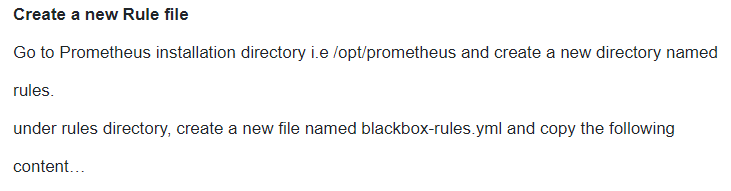 Create a new Rule file
Go to Prometheus installation directory i.e /opt/prometheus and create a new directory named
rules.
under rules directory, create a new file named blackbox-rules.yml and copy the following
content…